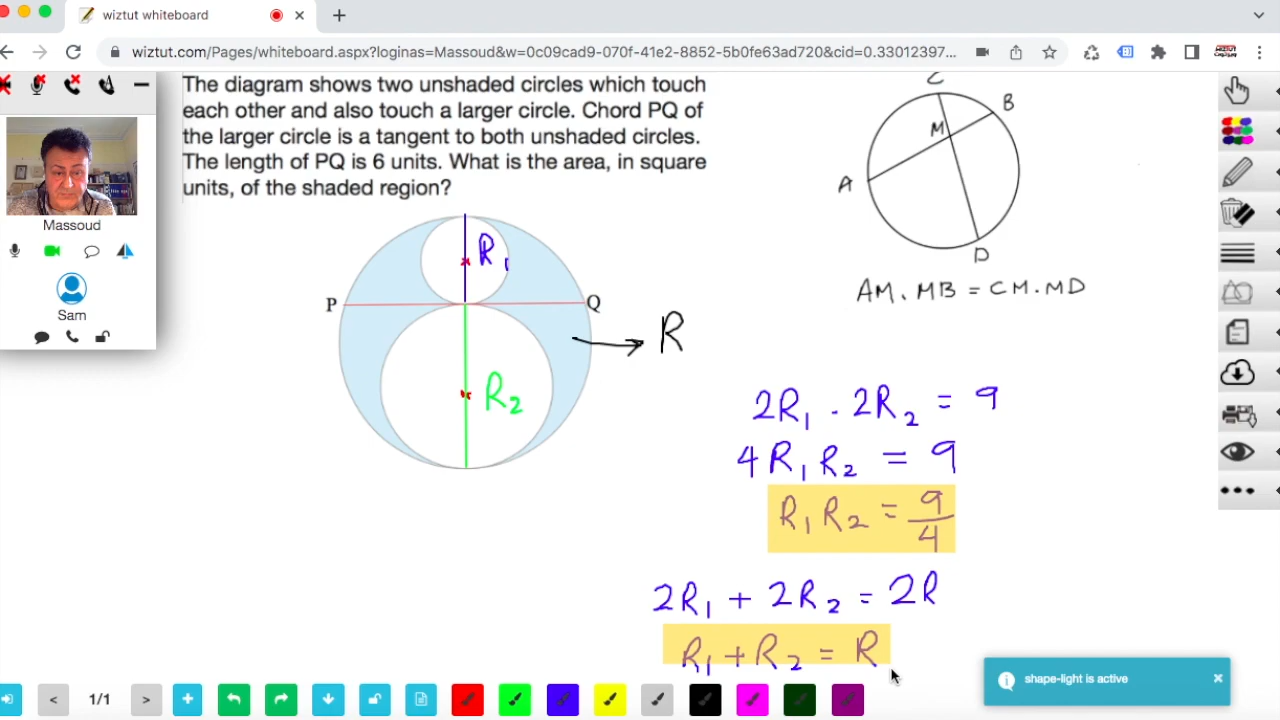 wiztut whiteboard
wiztut.com/Pages/whiteboard.aspx?loginas=Massoud&w=0c09cad9-070f-41e2-8852-5b0fe63ad720&cid=0.33012397...
The diagram shows two unshaded circles which touch
each other and also touch a larger circle. Chord PQ of
the larger circle is a tangent to both unshaded circles.
The length of PQ is 6 units. What is the area, in square
units, of the shaded region?
Massoud
Sam
R₁
P
Q
R
R₂
C
B
M
A
D
AM. MB = CM. MD
2R₁ . 2R₂ = 9
4R₁R₂ = 9
R₁R₂ = 9/4
2R₁ + 2R₂ = 2R
R₁ + R₂ = R
shape-light is active
< 1/1 >